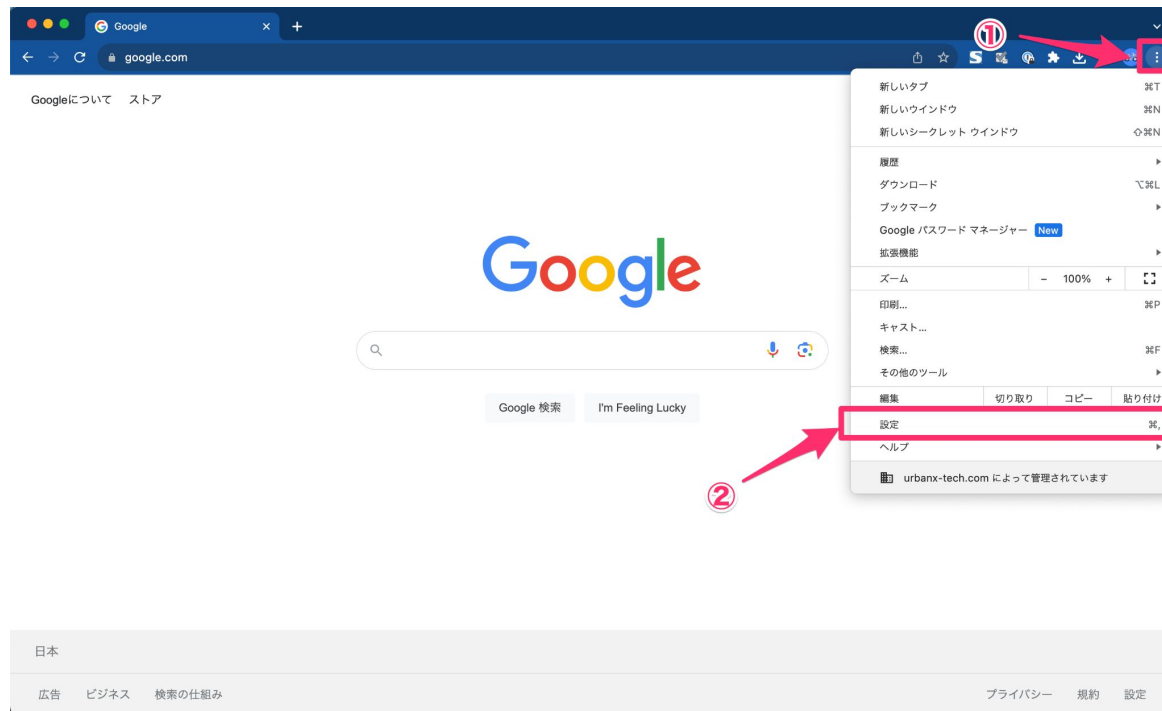 Google
google.com
①
Googleについて ストア
新しいタブ ⌘T
新しいウインドウ ⌘N
新しいシークレット ウインドウ ⇧⌘N
履歴
ダウンロード ⌥⌘L
ブックマーク
Google パスワード マネージャー New
拡張機能
ズーム - 100% +
印刷... ⌘P
キャスト...
検索... ⌘F
その他のツール
編集 切り取り コピー 貼り付け
設定 ⌘,
ヘルプ
urbanx-tech.com によって管理されています
Google
Google 検索 I'm Feeling Lucky
②
日本
広告 ビジネス 検索の仕組み プライバシー 規約 設定